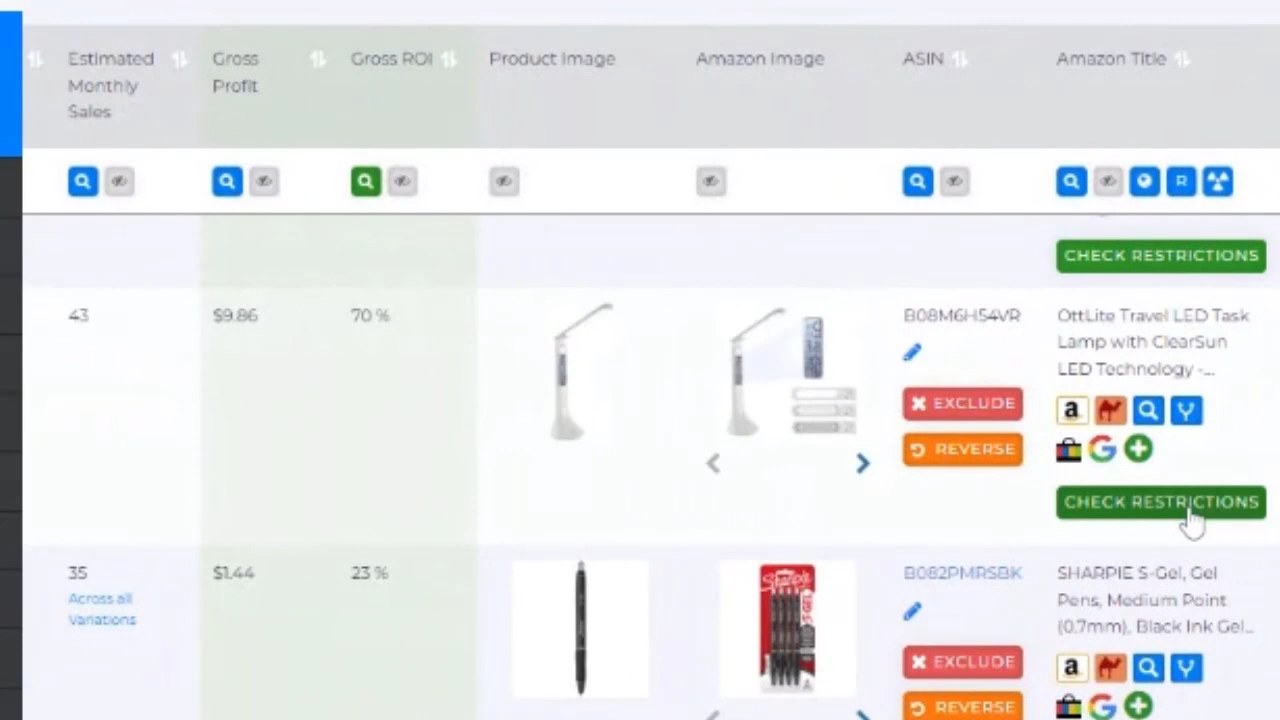 Estimated
Monthly
Sales
Gross
Profit
Gross ROI
Product Image
Amazon Image
ASIN
Amazon Title
R
CHECK RESTRICTIONS
43
$9.86
70 %
B08M6H54VR
OttLite Travel LED Task
Lamp with ClearSun
LED Technology -...
EXCLUDE
REVERSE
a
G
CHECK RESTRICTIONS
35
Across all
Variations
$1.44
23 %
Sharpie
S·GEL
B082PMRSBK
SHARPIE S-Gel, Gel
Pens, Medium Point
(0.7mm), Black Ink Gel...
EXCLUDE
REVERSE
a
G